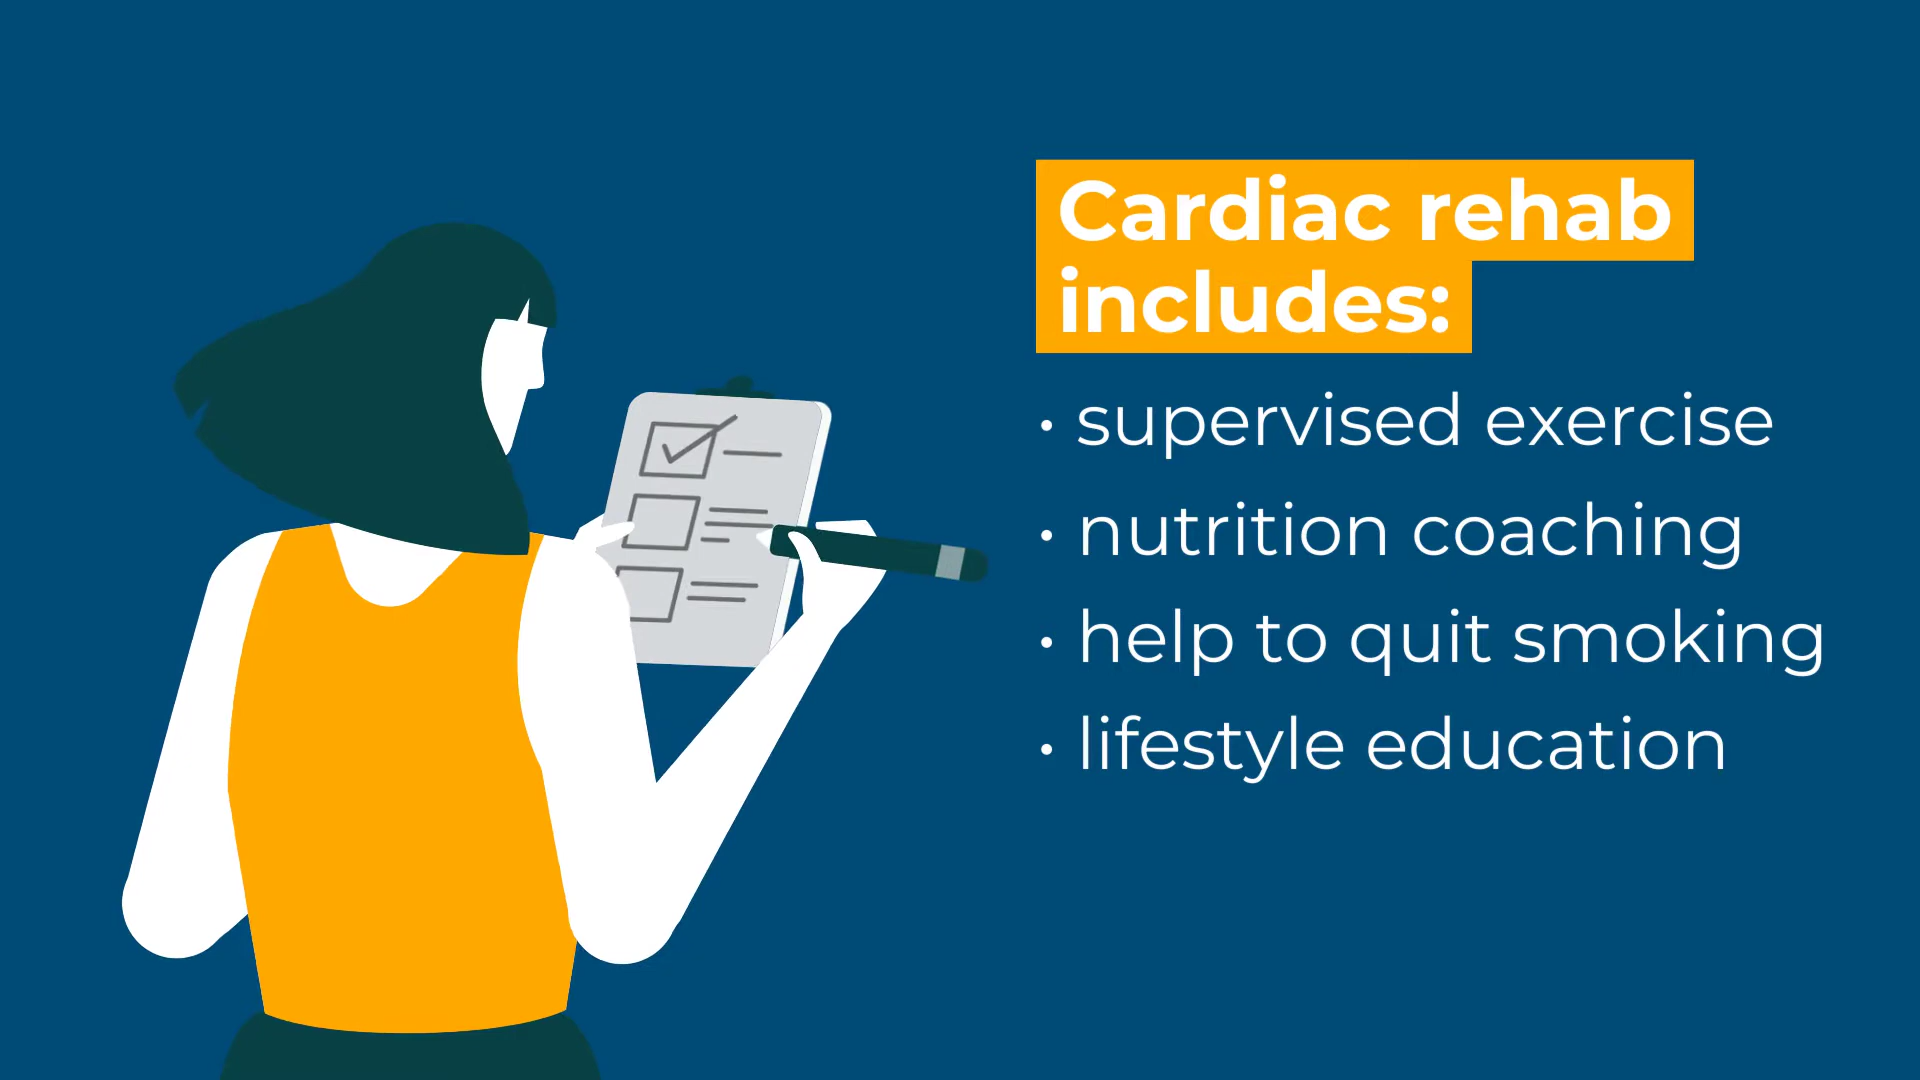 Cardiac rehab
includes:
• supervised exercise
• nutrition coaching
• help to quit smoking
• lifestyle education